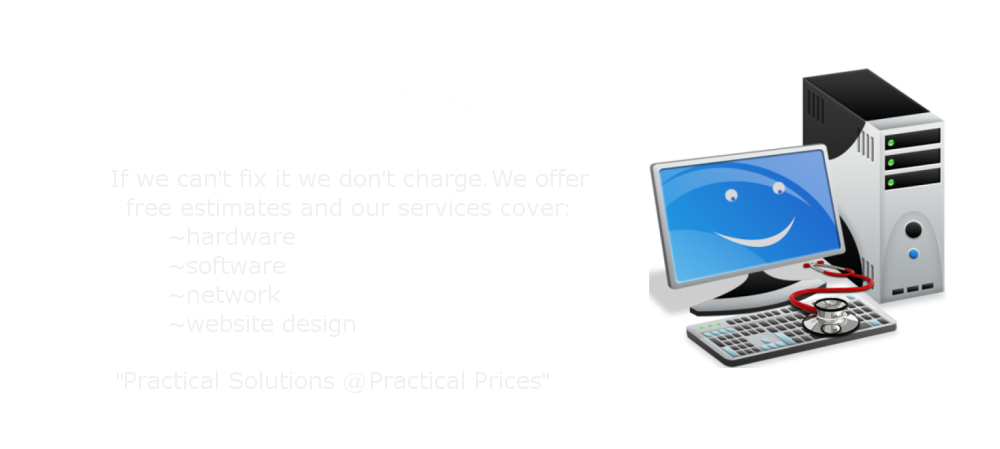 If we can't fix it we don't charge. We offer
free estimates and our services cover:
~hardware
~software
~network
~website design
"Practical Solutions @Practical Prices"